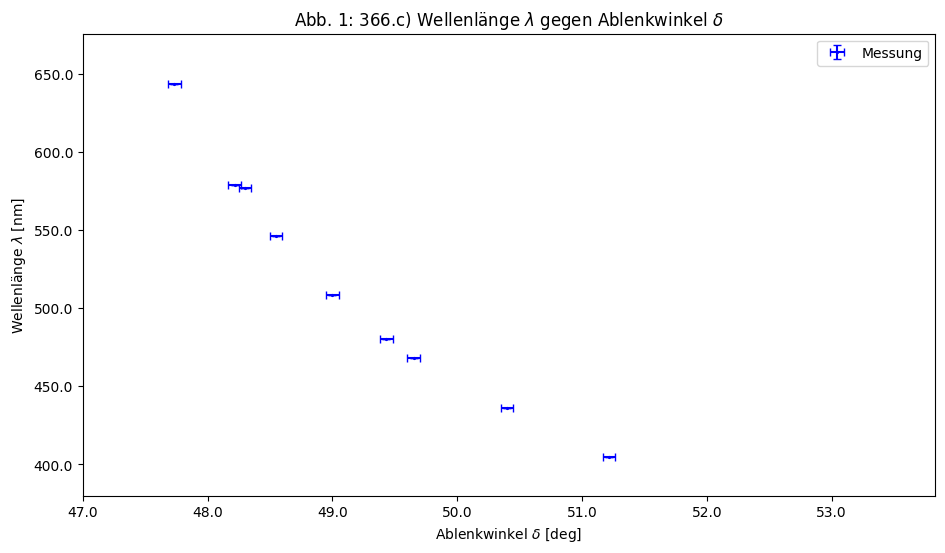 Abb. 1: 366.c) Wellenlänge λ gegen Ablenkwinkel δ
Messung
650.0
600.0
550.0
500.0
450.0
400.0
Wellenlänge λ [nm]
47.0 48.0 49.0 50.0 51.0 52.0 53.0
Ablenkwinkel δ [deg]